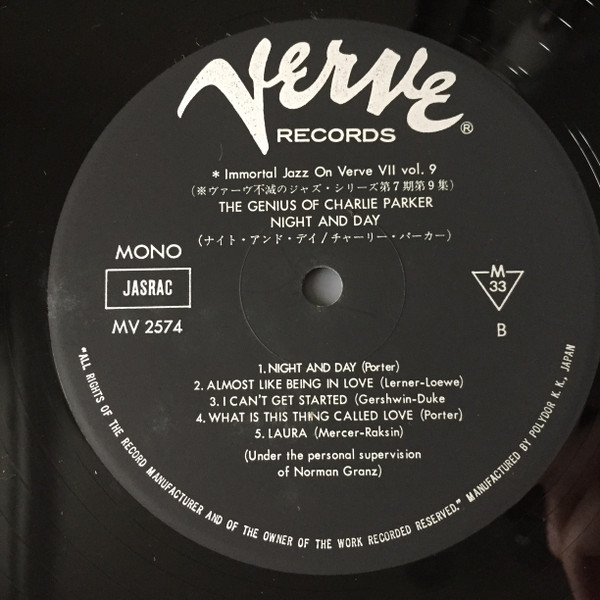 Verve
RECORDS ®
* Immortal Jazz On Verve VII vol. 9
(※ヴァーヴ不滅のジャズ・シリーズ第7期第9集)
THE GENIUS OF CHARLIE PARKER
NIGHT AND DAY
(ナイト・アンド・デイ/チャーリー・パーカー)
MONO
JASRAC
MV 2574
M
33
B
1. NIGHT AND DAY (Porter)
2. ALMOST LIKE BEING IN LOVE (Lerner-Loewe)
3. I CAN'T GET STARTED (Gershwin-Duke
4. WHAT IS THIS THING CALLED LOVE (Porter)
5. LAURA (Mercer-Raksin)
(Under the personal supervision
of Norman Granz)
"ALL RIGHTS OF THE RECORD MANUFACTURER AND OF THE OWNER OF THE WORK RECORDED RESERVED." MANUFACTURED BY POLYDOR K. K., JAPAN